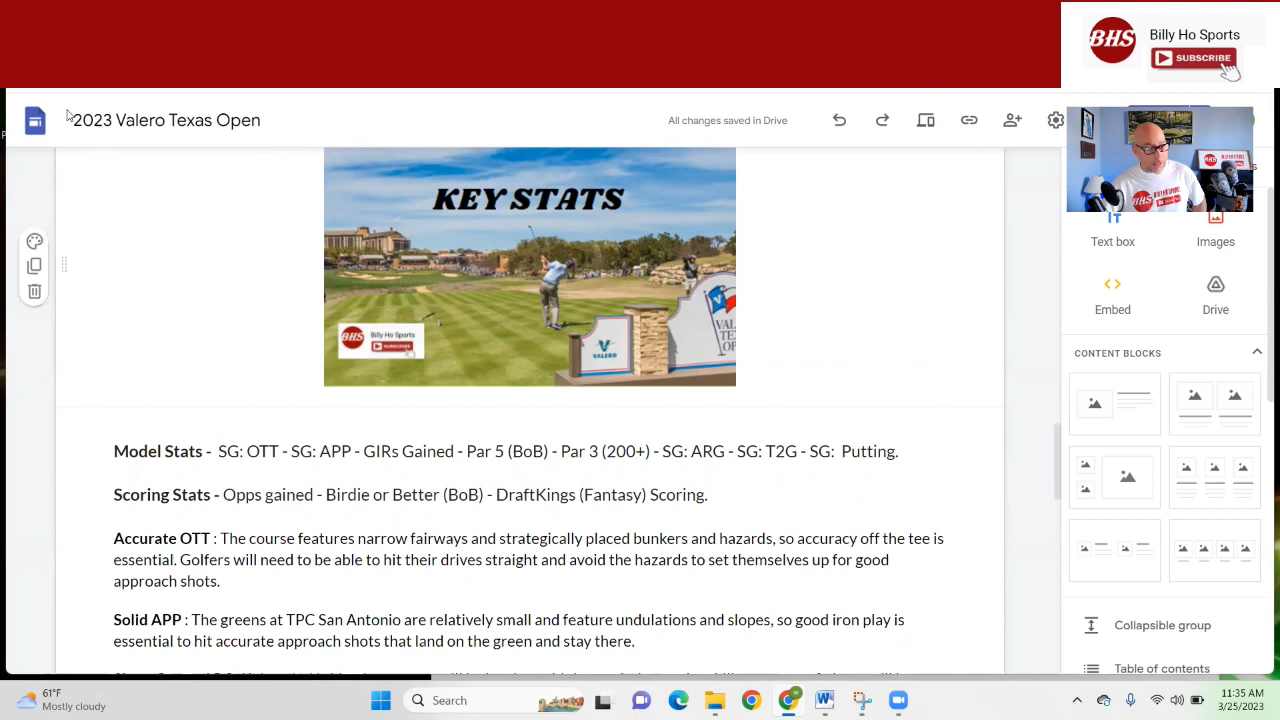 BHS
Billy Ho Sports
SUBSCRIBE
2023 Valero Texas Open
All changes saved in Drive
KEY STATS
BHS
Billy Ho Sports
SUBSCRIBE
VALERO
Text box
Images
Embed
Drive
CONTENT BLOCKS
Model Stats - SG: OTT - SG: APP - GIRs Gained - Par 5 (BoB) - Par 3 (200+) - SG: ARG - SG: T2G - SG: Putting.
Scoring Stats - Opps gained - Birdie or Better (BoB) - DraftKings (Fantasy) Scoring.
Accurate OTT : The course features narrow fairways and strategically placed bunkers and hazards, so accuracy off the tee is
essential. Golfers will need to be able to hit their drives straight and avoid the hazards to set themselves up for good
approach shots.
Solid APP : The greens at TPC San Antonio are relatively small and feature undulations and slopes, so good iron play is
essential to hit accurate approach shots that land on the green and stay there.
Collapsible group
Table of contents
61°F
Mostly cloudy
Search
11:35 AM
3/25/2023